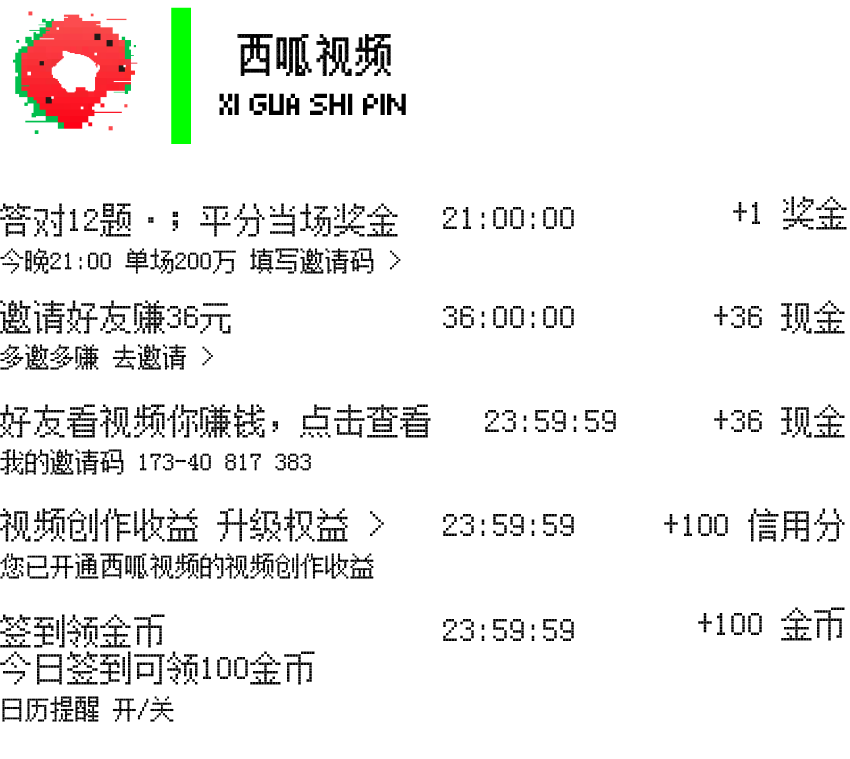 西呱视频
XI GUA SHI PIN
答对12题·；平分当场奖金 21:00:00 +1 奖金
今晚21:00 单场200万 填写邀请码 >
邀请好友赚36元 36:00:00 +36 现金
多邀多赚 去邀请 >
好友看视频你赚钱，点击查看 23:59:59 +36 现金
我的邀请码 173-40 817 383
视频创作收益 升级权益 > 23:59:59 +100 信用分
您已开通西呱视频的视频创作收益
签到领金币 23:59:59 +100 金币
今日签到可领100金币
日历提醒 开/关